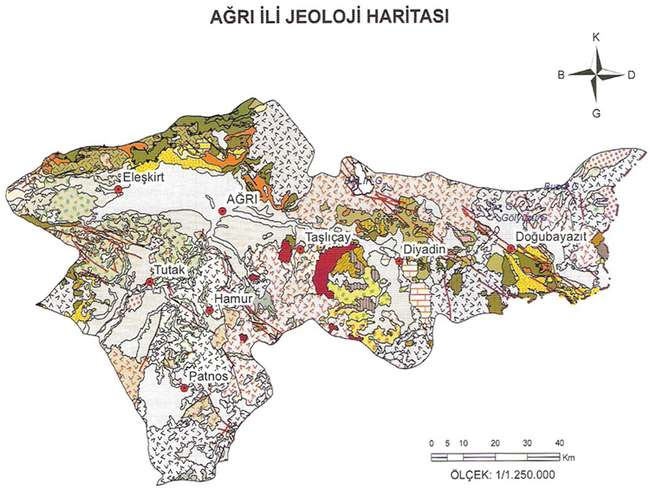 AĞRI İLİ JEOLOJİ HARİTASI
K
B D
G
Eleşkirt
AĞRI
Taşlıçay
Diyadin
Doğubayazıt
Tutak
Hamur
Patnos
0 10 20 30 40
Km
ÖLÇEK: 1/1.250.000